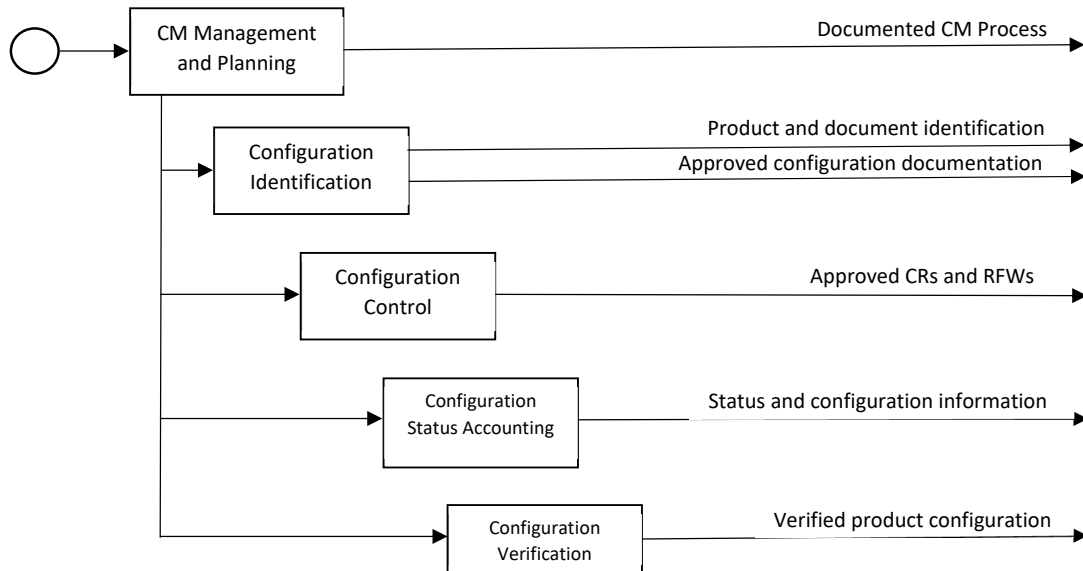 CM Management
and Planning
Documented CM Process
Configuration
Identification
Product and document identification
Approved configuration documentation
Configuration
Control
Approved CRs and RFWs
Configuration
Status Accounting
Status and configuration information
Configuration
Verification
Verified product configuration